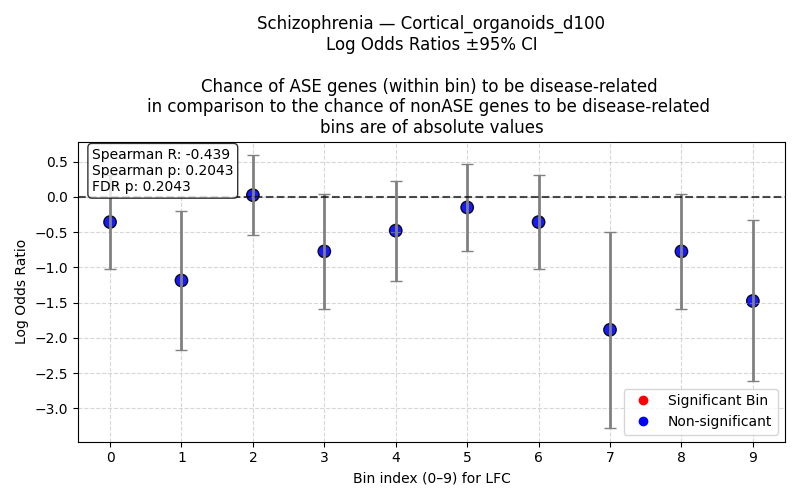 Schizophrenia — Cortical_organoids_d100
Log Odds Ratios ±95% CI
Chance of ASE genes (within bin) to be disease-related
in comparison to the chance of nonASE genes to be disease-related
bins are of absolute values
Spearman R: -0.439
Spearman p: 0.2043
FDR p: 0.2043
0.5
0.0
−0.5
−1.0
−1.5
−2.0
−2.5
−3.0
Log Odds Ratio
Significant Bin
Non-significant
0 1 2 3 4 5 6 7 8 9
Bin index (0–9) for LFC